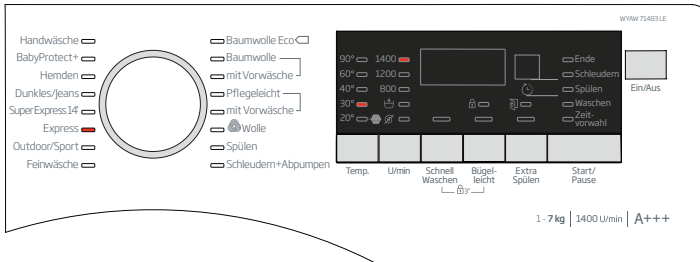 WYAW 714B3 LE
Handwäsche
BabyProtect+
Hemden
Dunkles/Jeans
SuperExpress 14'
Express
Outdoor/Sport
Feinwäsche
Baumwolle Eco
Baumwolle
mit Vorwäsche
Pflegeleicht
mit Vorwäsche
Wolle
Spülen
Schleudern+Abpumpen
90° 1400
60° 1200
40° 800
30°
20°
Ende
Schleudern
Spülen
Waschen
Zeit-
vorwahl
Ein/Aus
Temp.
U/min
Schnell
Waschen
Bügel-
leicht
3"
Extra
Spülen
Start/
Pause
1 - 7 kg 1400 U/min A+++